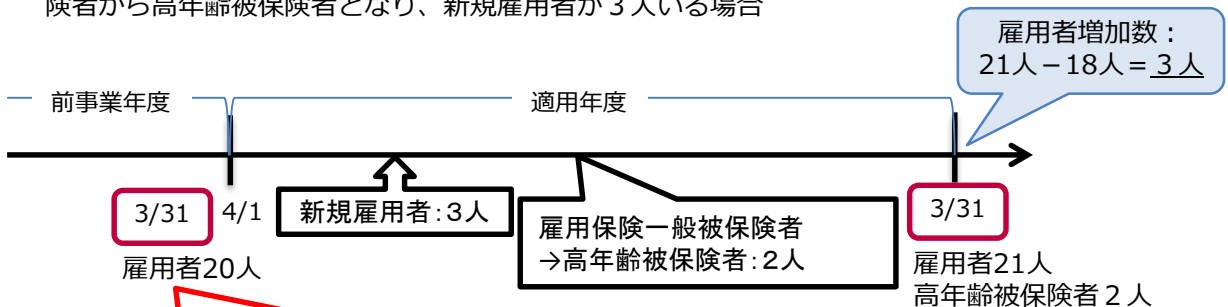 険者から高年齢被保険者となり、新規雇用者が３人いる場合
雇用者増加数：
21人－18人＝３人
前事業年度
適用年度
3/31
4/1
新規雇用者：３人
雇用保険一般被保険者
→高年齢被保険者：２人
3/31
雇用者20人
雇用者21人
高年齢被保険者２人